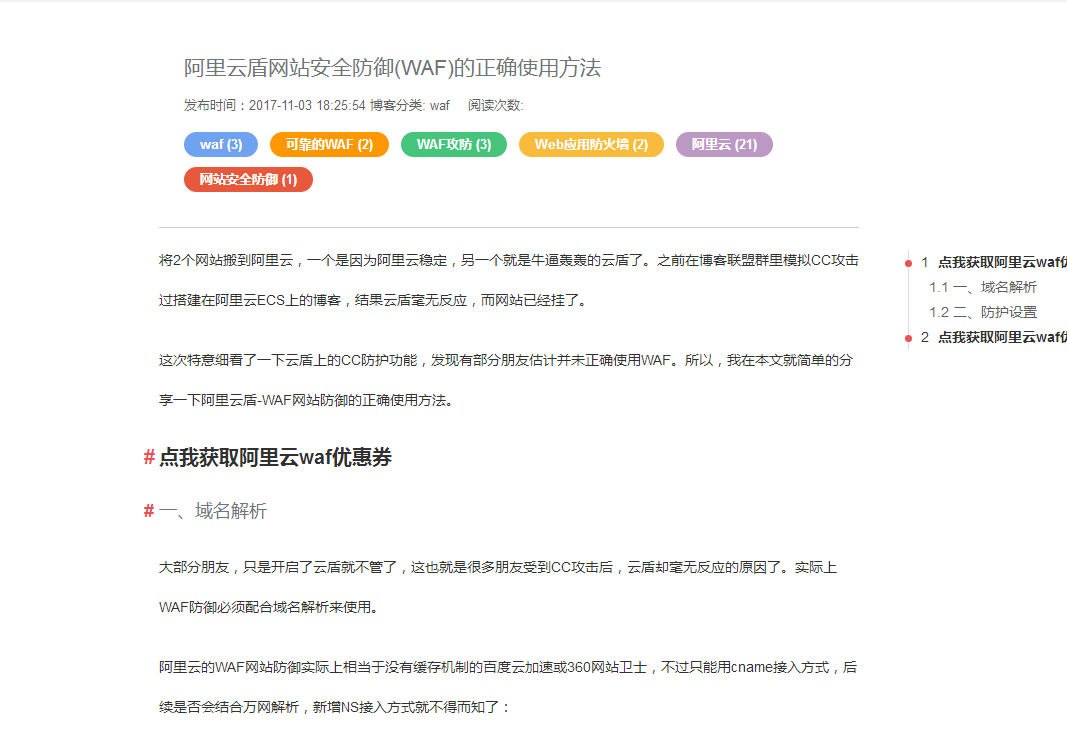 阿里云盾网站安全防御(WAF)的正确使用方法
发布时间：2017-11-03 18:25:54 博客分类: waf 阅读次数:
waf (3) 可靠的WAF (2) WAF攻防 (3) Web应用防火墙 (2) 阿里云 (21)
网站安全防御 (1)
将2个网站搬到阿里云，一个是因为阿里云稳定，另一个就是牛逼轰轰的云盾了。之前在博客联盟群里模拟CC攻击
过搭建在阿里云ECS上的博客，结果云盾毫无反应，而网站已经挂了。
这次特意细看了一下云盾上的CC防护功能，发现有部分朋友估计并未正确使用WAF。所以，我在本文就简单的分
享一下阿里云盾-WAF网站防御的正确使用方法。
# 点我获取阿里云waf优惠券
# 一、域名解析
大部分朋友，只是开启了云盾就不管了，这也就是很多朋友受到CC攻击后，云盾却毫无反应的原因了。实际上
WAF防御必须配合域名解析来使用。
阿里云的WAF网站防御实际上相当于没有缓存机制的百度云加速或360网站卫士，不过只能用cname接入方式，后
续是否会结合万网解析，新增NS接入方式就不得而知了：
1 点我获取阿里云waf优
1.1 一、域名解析
1.2 二、防护设置
2 点我获取阿里云waf优